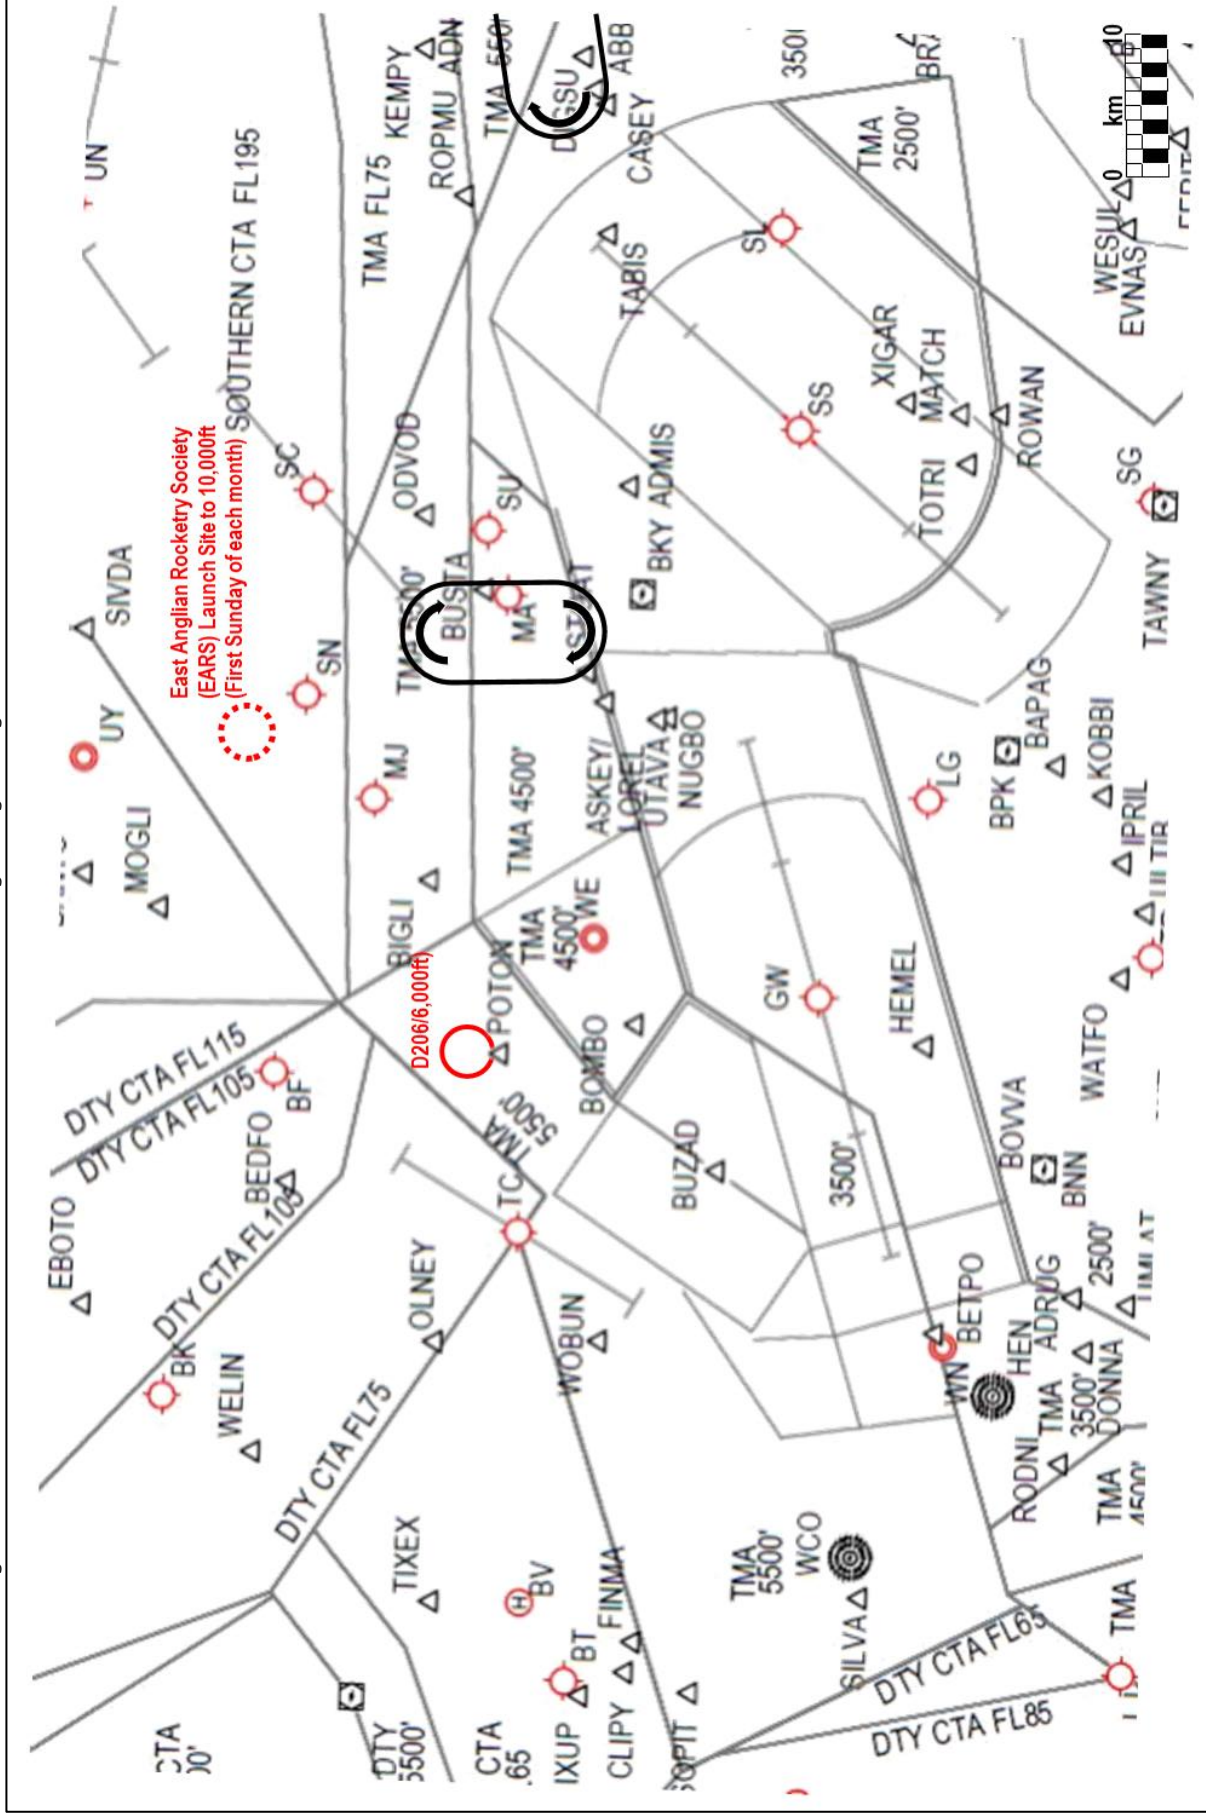 UN
SOUTHERN CTA FL195
East Anglian Rocketry Society
(EARS) Launch Site to 10,000ft
(First Sunday of each month)
SC
SIVDA
UY
SN
MJ
MOGLI
BIGLI
TMA FL75
KEMPY
ROPMU
ADN
ODVOD
SU
BUSTA
MA
TMA 4500'
CASEY
ABB
TABIS
BKY
ADMIS
SL
SS
XIGAR
MATCH
TOTRI
ROWAN
TMA
2500'
WESUL
EVNAS
0
km
10
SG
TAWNY
ASKEY/
LOREL
UTAVA
NUGBO
LG
BPK
BAPAG
KOBBI
IPRIL
DTY CTA FL115
DTY CTA FL105
BF
BEDFO
DTY CTA FL105
EBOTO
BK
WELIN
OLNEY
DTY CTA FL75
D206/6,000ft)
POTON
TMA
4500'
WE
BOMBO
TMA
5500'
TC
WOBUN
BUZAD
GW
HEMEL
3500'
BOVVA
BNN
WATFO
2500'
BETPO
WN
HEN
ADRUG
TMA
3500'
DONNA
RODNI
TMA
4500'
TIXEX
H
BV
BT
FINMA
IXUP
CLIPY
TMA
5500'
WCO
SILVA
DTY CTA FL65
DTY CTA FL85
TMA
DTY
5500'
CTA